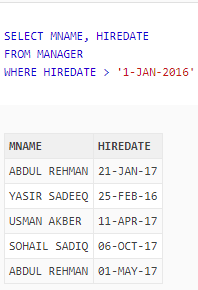 SELECT MNAME, HIREDATE
FROM MANAGER
WHERE HIREDATE > '1-JAN-2016'
MNAME HIREDATE
ABDUL REHMAN 21-JAN-17
YASIR SADEEQ 25-FEB-16
USMAN AKBER 11-APR-17
SOHAIL SADIQ 06-OCT-17
ABDUL REHMAN 01-MAY-17